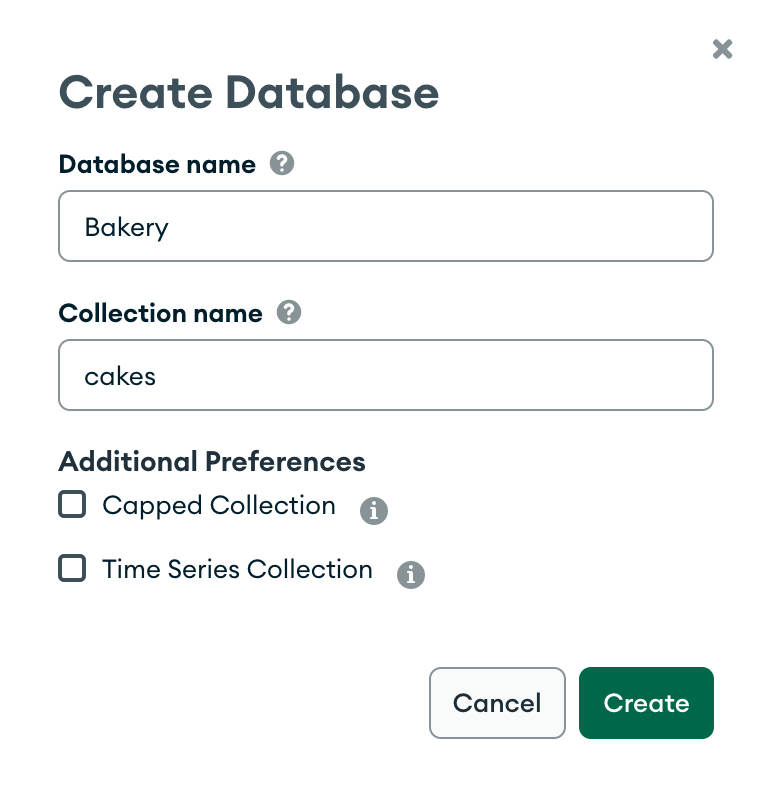 Create Database
Database name
Bakery
Collection name
cakes
Additional Preferences
Capped Collection
Time Series Collection
Cancel Create